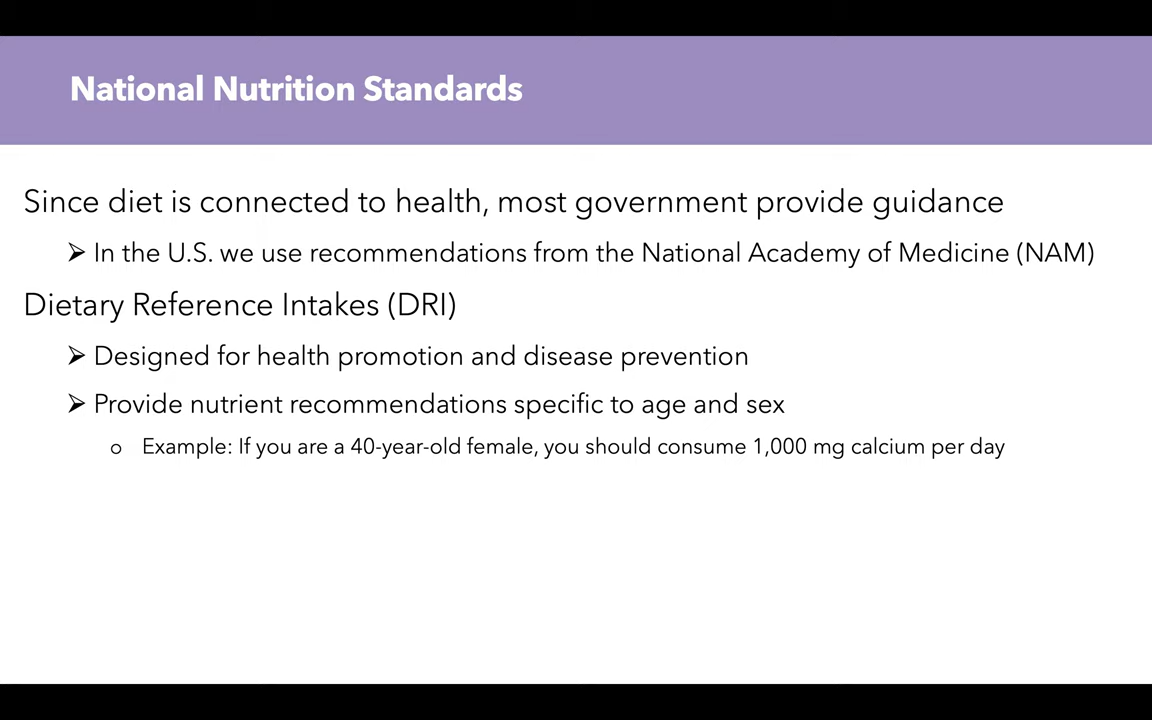 National Nutrition Standards
Since diet is connected to health, most government provide guidance
➢ In the U.S. we use recommendations from the National Academy of Medicine (NAM)
Dietary Reference Intakes (DRI)
➢ Designed for health promotion and disease prevention
➢ Provide nutrient recommendations specific to age and sex
o Example: If you are a 40-year-old female, you should consume 1,000 mg calcium per day